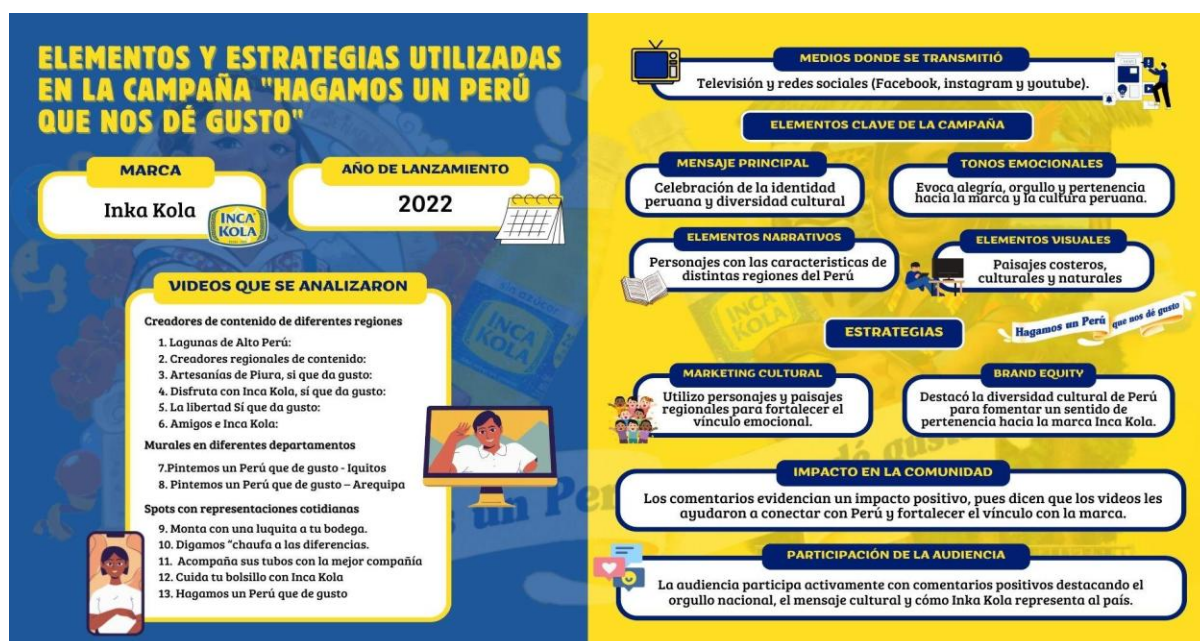 ELEMENTOS Y ESTRATEGIAS UTILIZADAS
EN LA CAMPAÑA "HAGAMOS UN PERÚ
QUE NOS DÉ GUSTO"
MARCA
Inka Kola
INCA
KOLA
AÑO DE LANZAMIENTO
2022
VIDEOS QUE SE ANALIZARON
Creadores de contenido de diferentes regiones
1. Lagunas de Alto Perú:
2. Creadores regionales de contenido:
3. Artesanías de Piura, si que da gusto:
4. Disfruta con Inca Kola, sí que da gusto:
5. La libertad Sí que da gusto:
6. Amigos e Inca Kola:
Murales en diferentes departamentos
7.Pintemos un Perú que de gusto - Iquitos
8. Pintemos un Perú que de gusto – Arequipa
Spots con representaciones cotidianas
9. Monta con una luquita a tu bodega.
10. Digamos “chaufa a las diferencias.
11. Acompaña sus tubos con la mejor compañía
12. Cuida tu bolsillo con Inca Kola
13. Hagamos un Perú que de gusto
INCA
KOLA
MEDIOS DONDE SE TRANSMITIÓ
Televisión y redes sociales (Facebook, instagram y youtube).
ELEMENTOS CLAVE DE LA CAMPAÑA
MENSAJE PRINCIPAL
Celebración de la identidad
peruana y diversidad cultural
TONOS EMOCIONALES
Evoca alegría, orgullo y pertenencia
hacia la marca y la cultura peruana.
ELEMENTOS NARRATIVOS
Personajes con las caracteristicas de
distintas regiones del Perú
ELEMENTOS VISUALES
Paisajes costeros,
culturales y naturales
ESTRATEGIAS
Hagamos un Perú que nos dé gusto
MARKETING CULTURAL
Utilizo personajes y paisajes
regionales para fortalecer el
vínculo emocional.
BRAND EQUITY
Destacó la diversidad cultural de Perú
para fomentar un sentido de
pertenencia hacia la marca Inca Kola.
IMPACTO EN LA COMUNIDAD
Los comentarios evidencian un impacto positivo, pues dicen que los videos les
ayudaron a conectar con Perú y fortalecer el vínculo con la marca.
PARTICIPACIÓN DE LA AUDIENCIA
La audiencia participa activamente con comentarios positivos destacando el
orgullo nacional, el mensaje cultural y cómo Inka Kola representa al país.